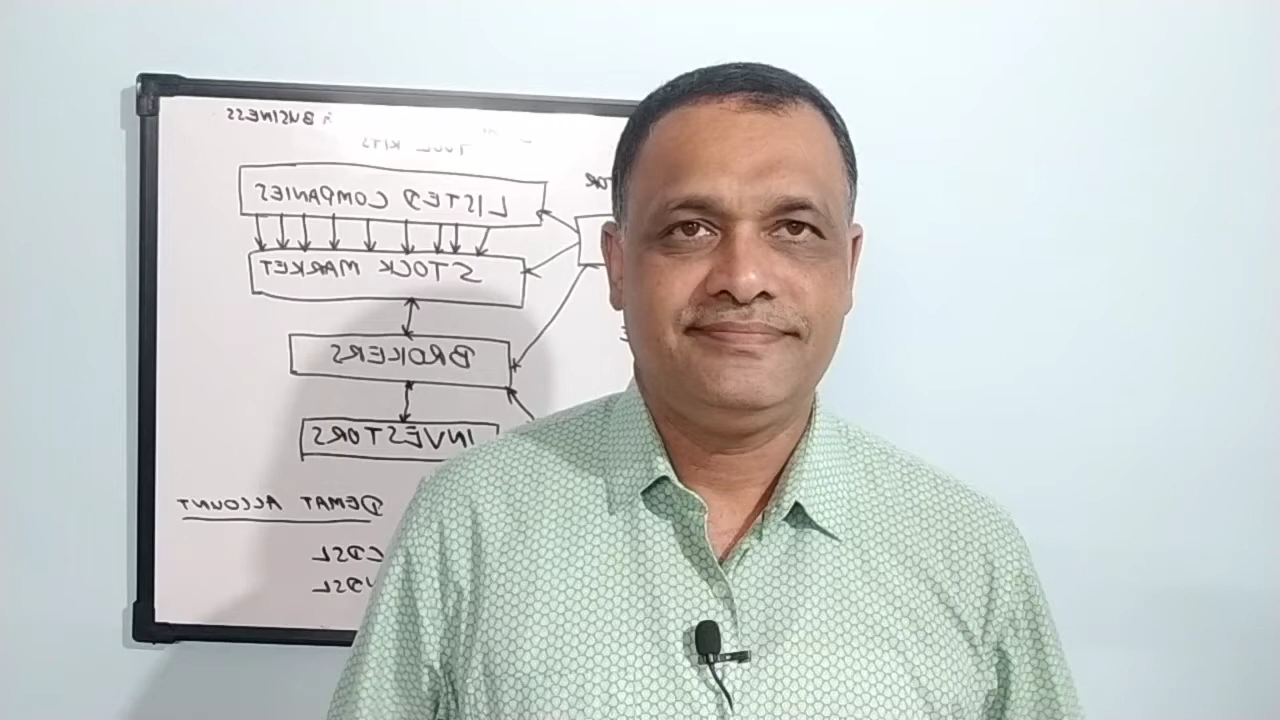 BUSINESS
TOOL KITS
LISTED COMPANIES
STOCK MARKET
BROKERS
INVESTORS
DEMAT ACCOUNT
CDSL